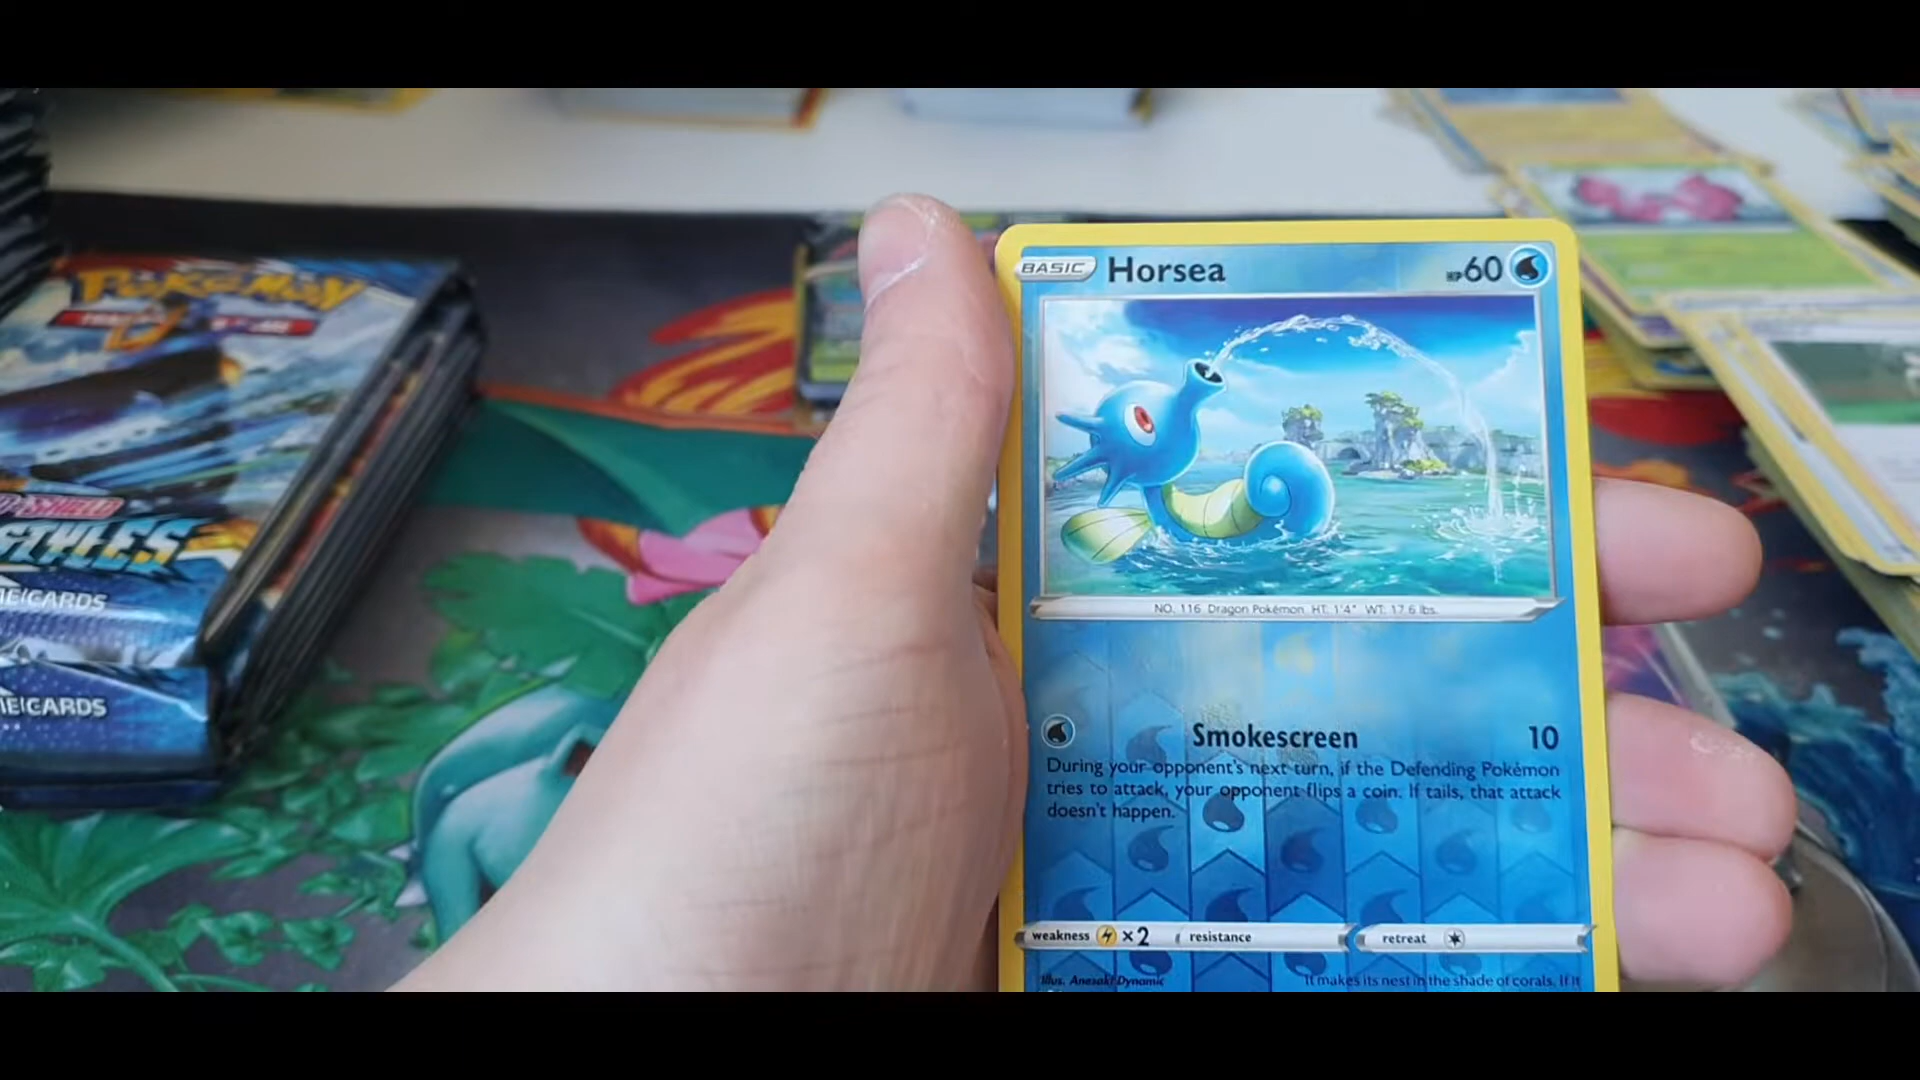 Pokémon
SHIELD
STYLES
CARDS
CARDS
BASIC Horsea HP 60
NO. 116 Dragon Pokémon HT: 1'4" WT: 17.6 lbs.
Smokescreen 10
During your opponent's next turn, if the Defending Pokémon
tries to attack, your opponent flips a coin. If tails, that attack
doesn't happen.
weakness ×2 resistance retreat
Illus. Anesaki Dynamic
It makes its nest in the shade of corals. If it